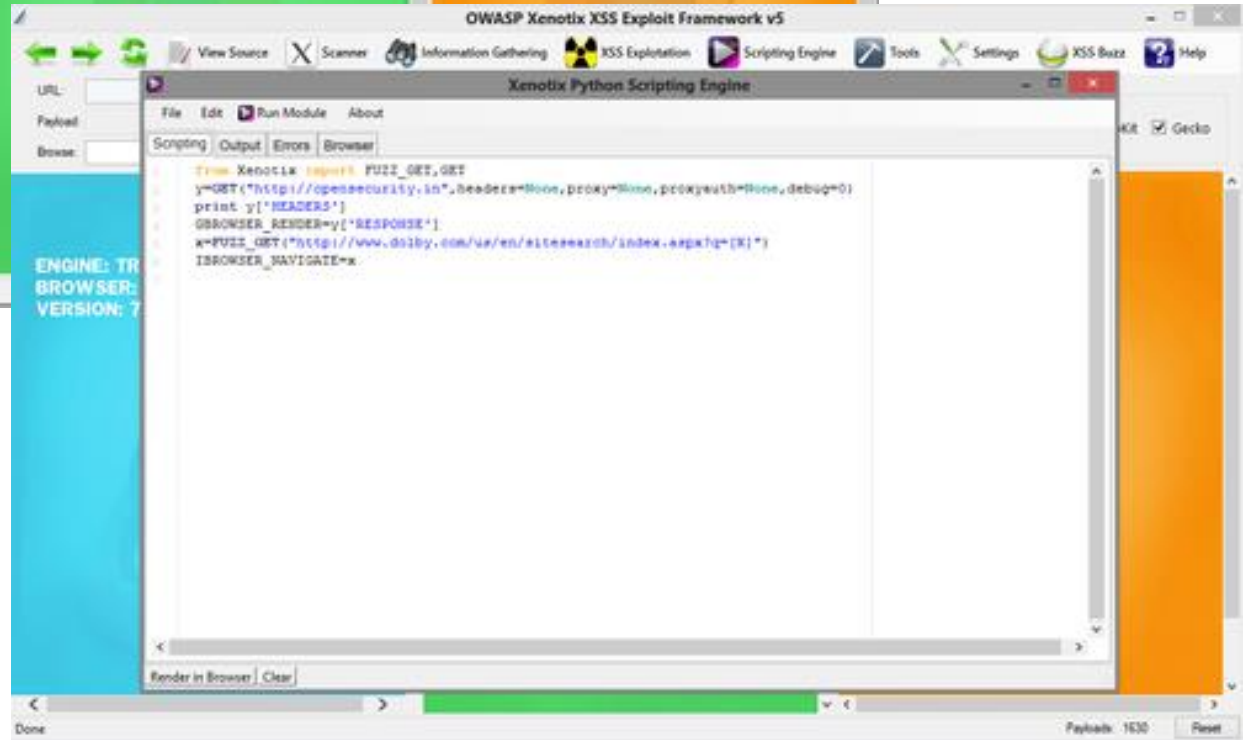 OWASP Xenotix XSS Exploit Framework v5
View Source Scanner Information Gathering XSS Explotation Scripting Engine Tools Settings XSS Buzz Help
URL:
Payload
Browse:
Kit Gecko
Xenotix Python Scripting Engine
File Edit Run Module About
Scripting Output Errors Browser
from Xenotix import FUZZ_GET,GET
y=GET("http://opensecurity.in",headers=None,proxy=None,proxyauth=None,debug=0)
print y['HEADERS']
GBROWSER_RENDER=y['RESPONSE']
x=FUZZ_GET("http://www.dolby.com/us/en/sitesearch/index.aspx?q=[X]")
IBROWSER_NAVIGATE=x
ENGINE: TR
BROWSER:
VERSION: 7
Render in Browser Clear
Done
Payloads: 1630 Reset